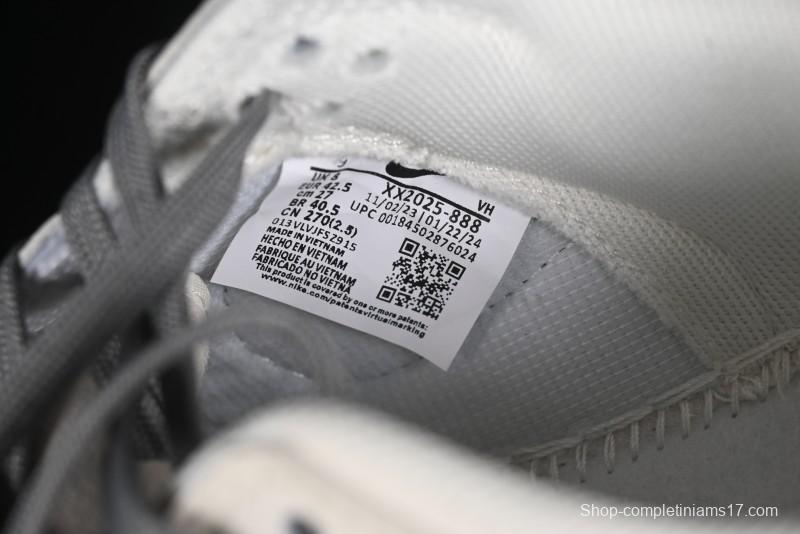 9
UK 8
EUR 42.5
cm 27
BR 40.5
CN 270(2.5)
XX2025-888
VH
11/02/23 | 01/22/24
UPC 00184502876024
013VLVJFS2915
MADE IN VIETNAM
HECHO EN VIETNAM
FABRIQUE AU VIETNAM
FABRICADO NO VIETNA
This product is covered by one or more patents:
www.nike.com/patentsvirtualmarking
Shop-completiniams17.com